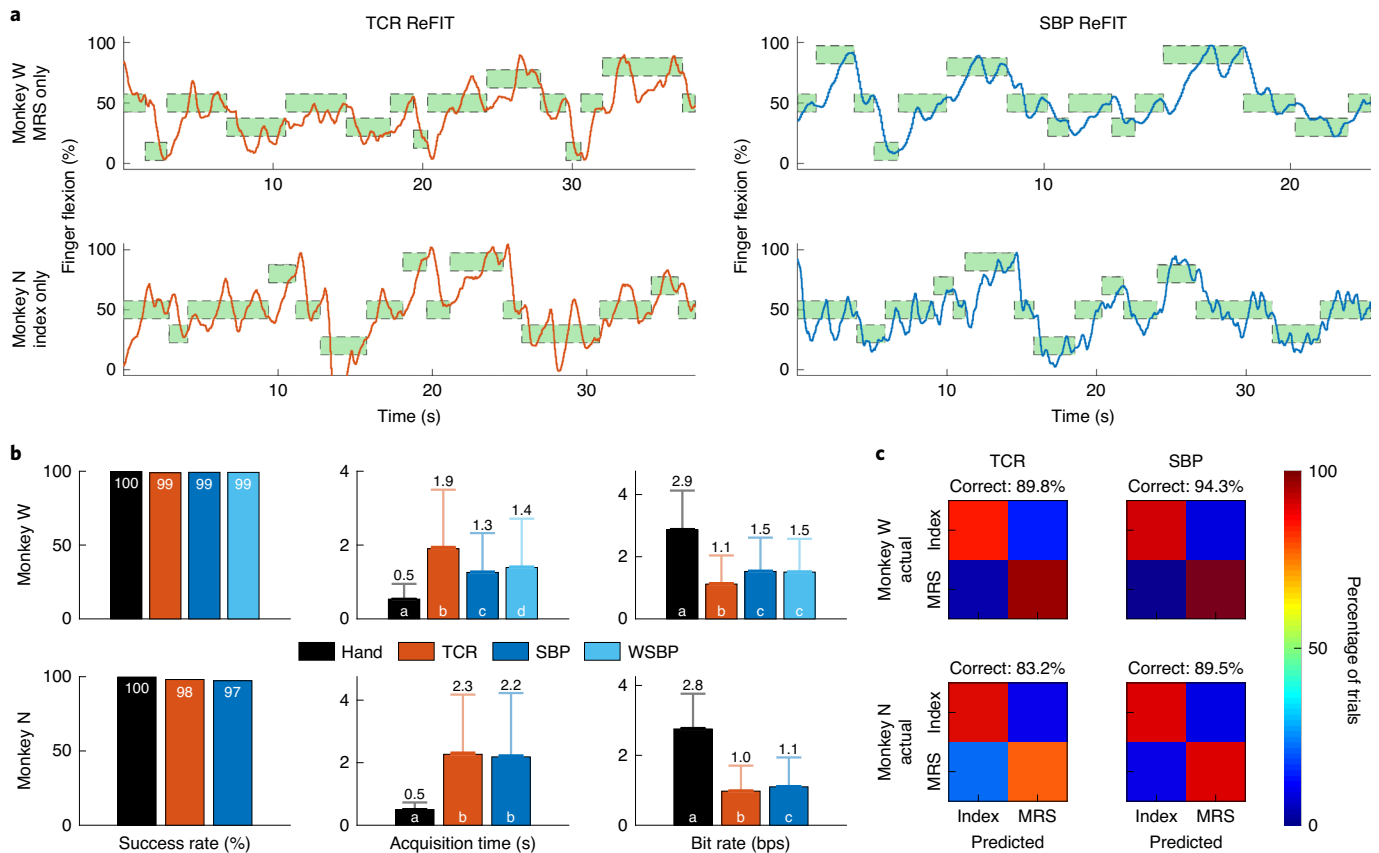 a
TCR ReFIT
SBP ReFIT
Monkey W
MRS only
100
50
0
10
20
30
100
50
0
10
20
Finger flexion (%)
Finger flexion (%)
Monkey N
index only
100
50
0
10
20
30
Time (s)
100
50
0
10
20
30
Time (s)
b
Monkey W
100
50
0
100
99
99
99
4
2
0
0.5
1.9
1.3
1.4
a
b
c
d
4
2
0
2.9
1.1
1.5
1.5
a
b
c
c
Hand
TCR
SBP
WSBP
Monkey N
100
50
0
100
98
97
Success rate (%)
4
2
0
0.5
2.3
2.2
a
b
b
Acquisition time (s)
4
2
0
2.8
1.0
1.1
a
b
c
Bit rate (bps)
c
TCR
SBP
Correct: 89.8%
Correct: 94.3%
Monkey W
actual
Index
MRS
Correct: 83.2%
Correct: 89.5%
Monkey N
actual
Index
MRS
Index
MRS
Index
MRS
Predicted
Predicted
100
50
0
Percentage of trials